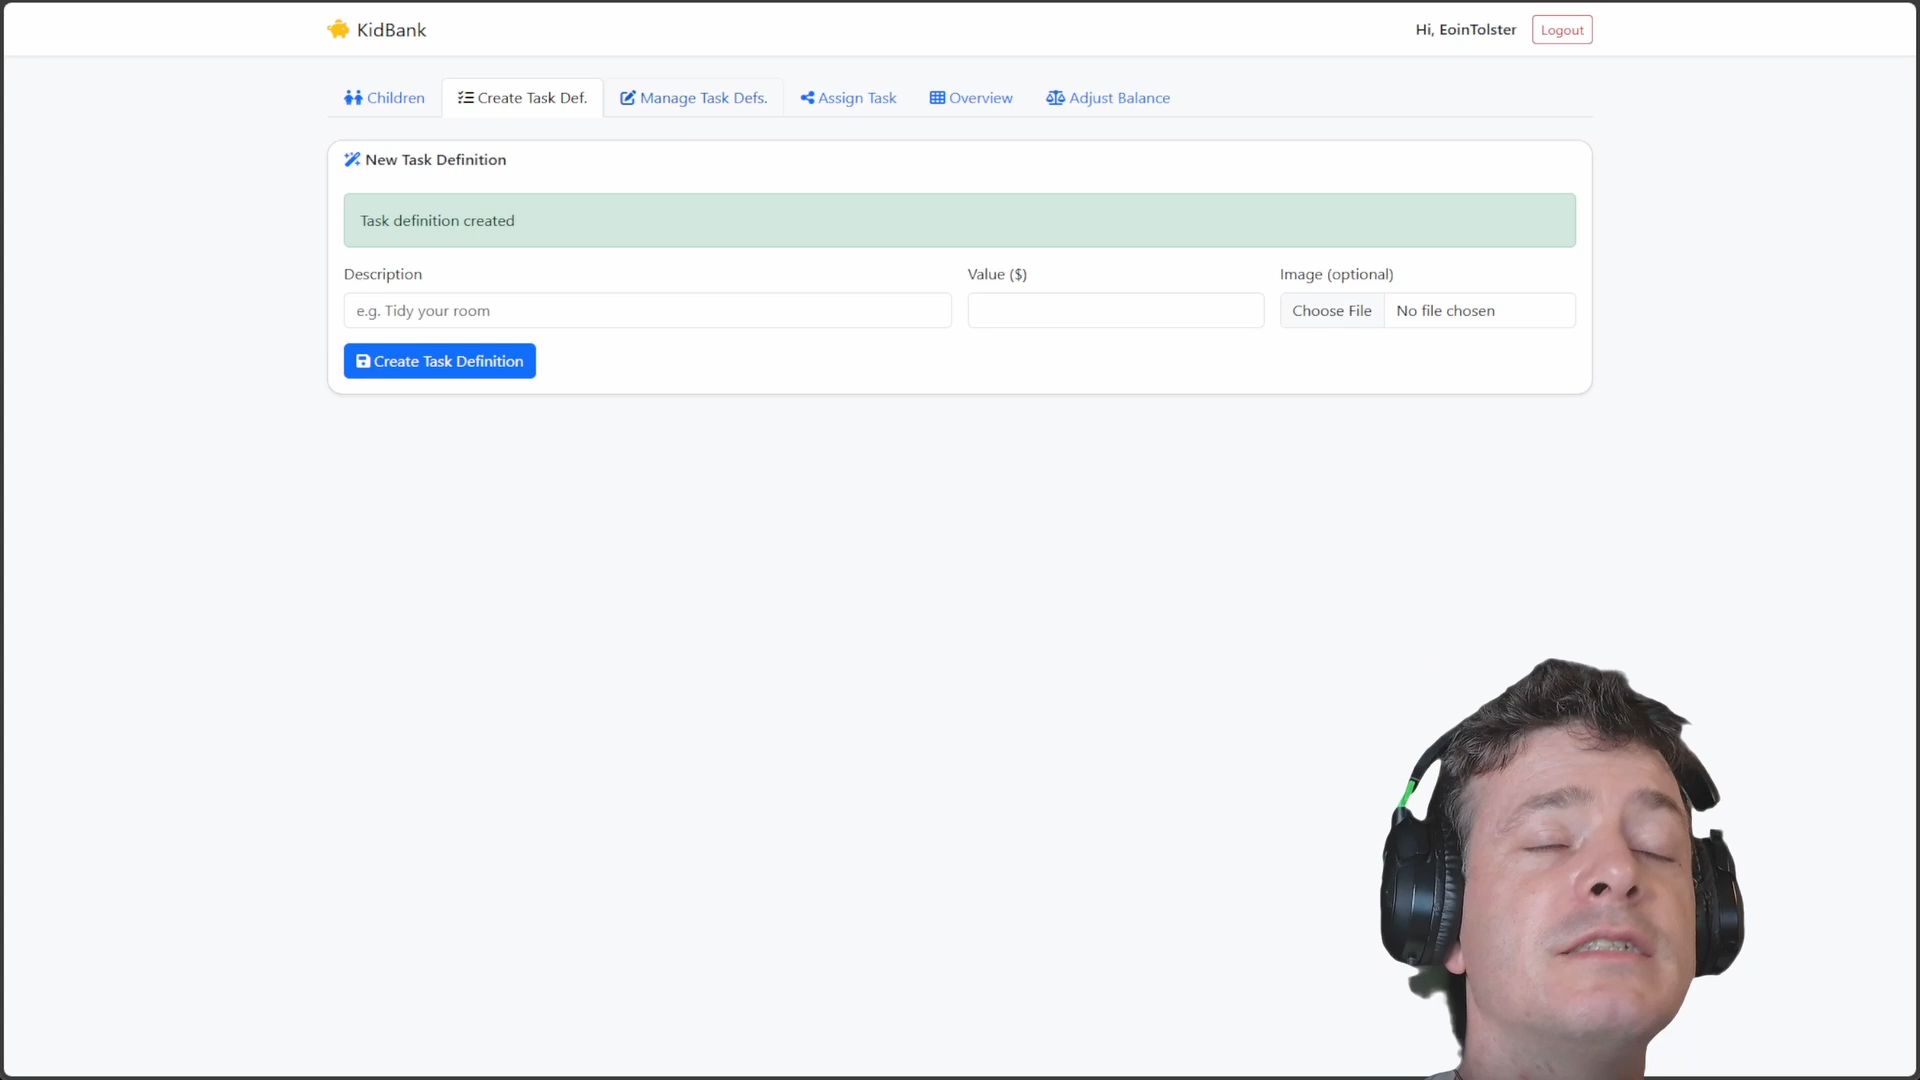 KidBank
Hi, EoinTolster
Logout
Children
Create Task Def.
Manage Task Defs.
Assign Task
Overview
Adjust Balance
New Task Definition
Task definition created
Description
Value ($)
Image (optional)
e.g. Tidy your room
Choose File
No file chosen
Create Task Definition